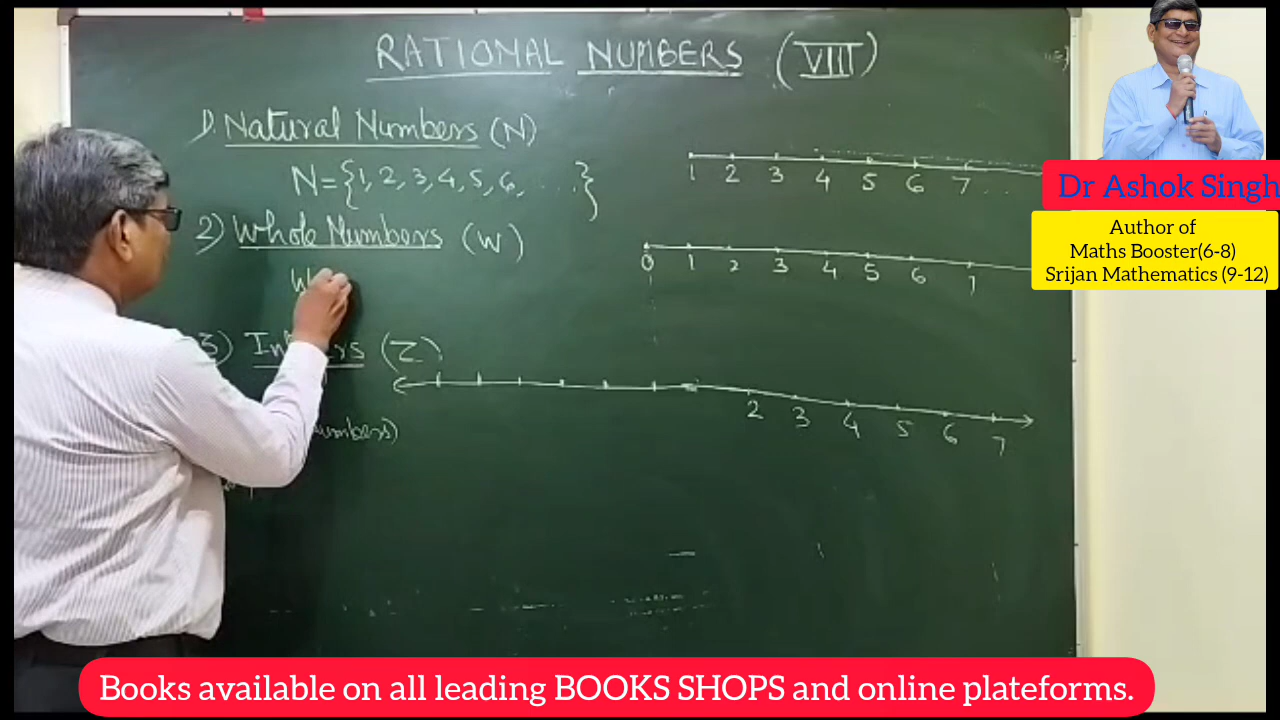 RATIONAL NUMBERS (VIII)
1). Natural Numbers (N)
N={1, 2, 3, 4, 5, 6, ...}
1 2 3 4 5 6 7 ...
2) Whole Numbers (W)
0 1 2 3 4 5 6 7
W
3) (Z)
2 3 4 5 6 7
umbers)
Dr Ashok Singh
Author of
Maths Booster(6-8)
Srijan Mathematics (9-12)
Books available on all leading BOOKS SHOPS and online plateforms.